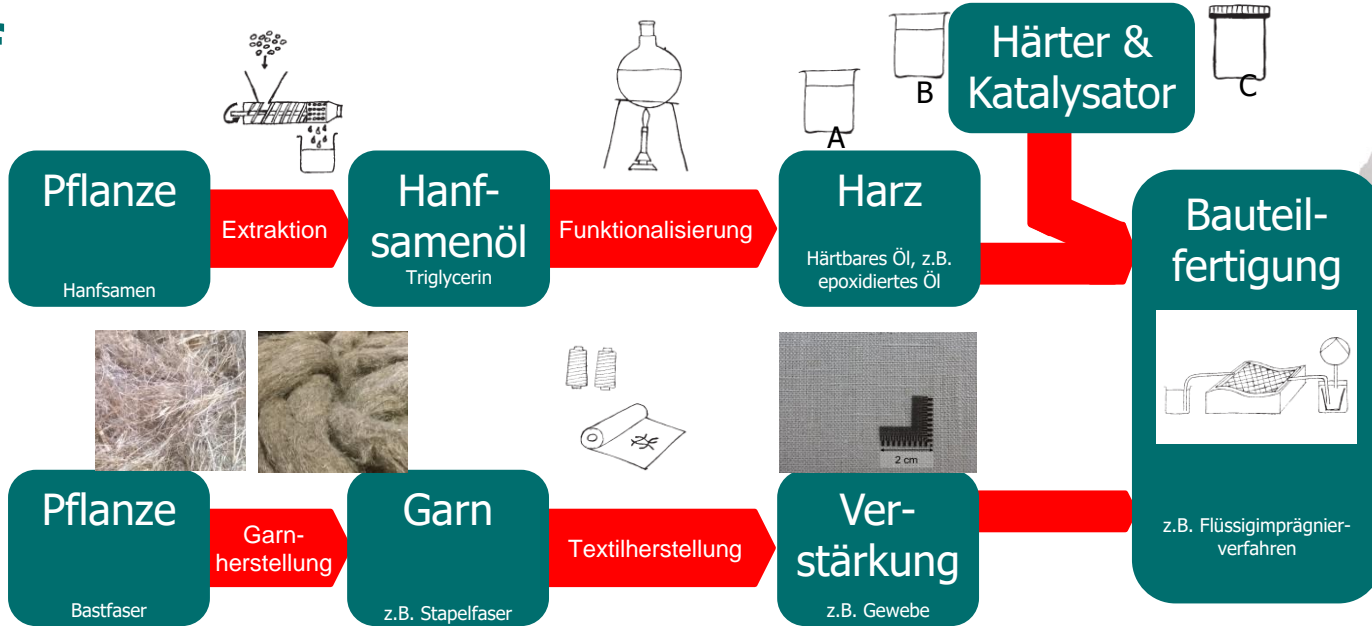 B
Härter &
Katalysator
C
A
Pflanze
Hanfsamen
Extraktion
Hanf-
samenöl
Triglycerin
Funktionalisierung
Harz
Härtbares Öl, z.B.
epoxidiertes Öl
Bauteil-
fertigung
z.B. Flüssigimprägnier-
verfahren
2 cm
Pflanze
Bastfaser
Garn-
herstellung
Garn
z.B. Stapelfaser
Textilherstellung
Ver-
stärkung
z.B. Gewebe